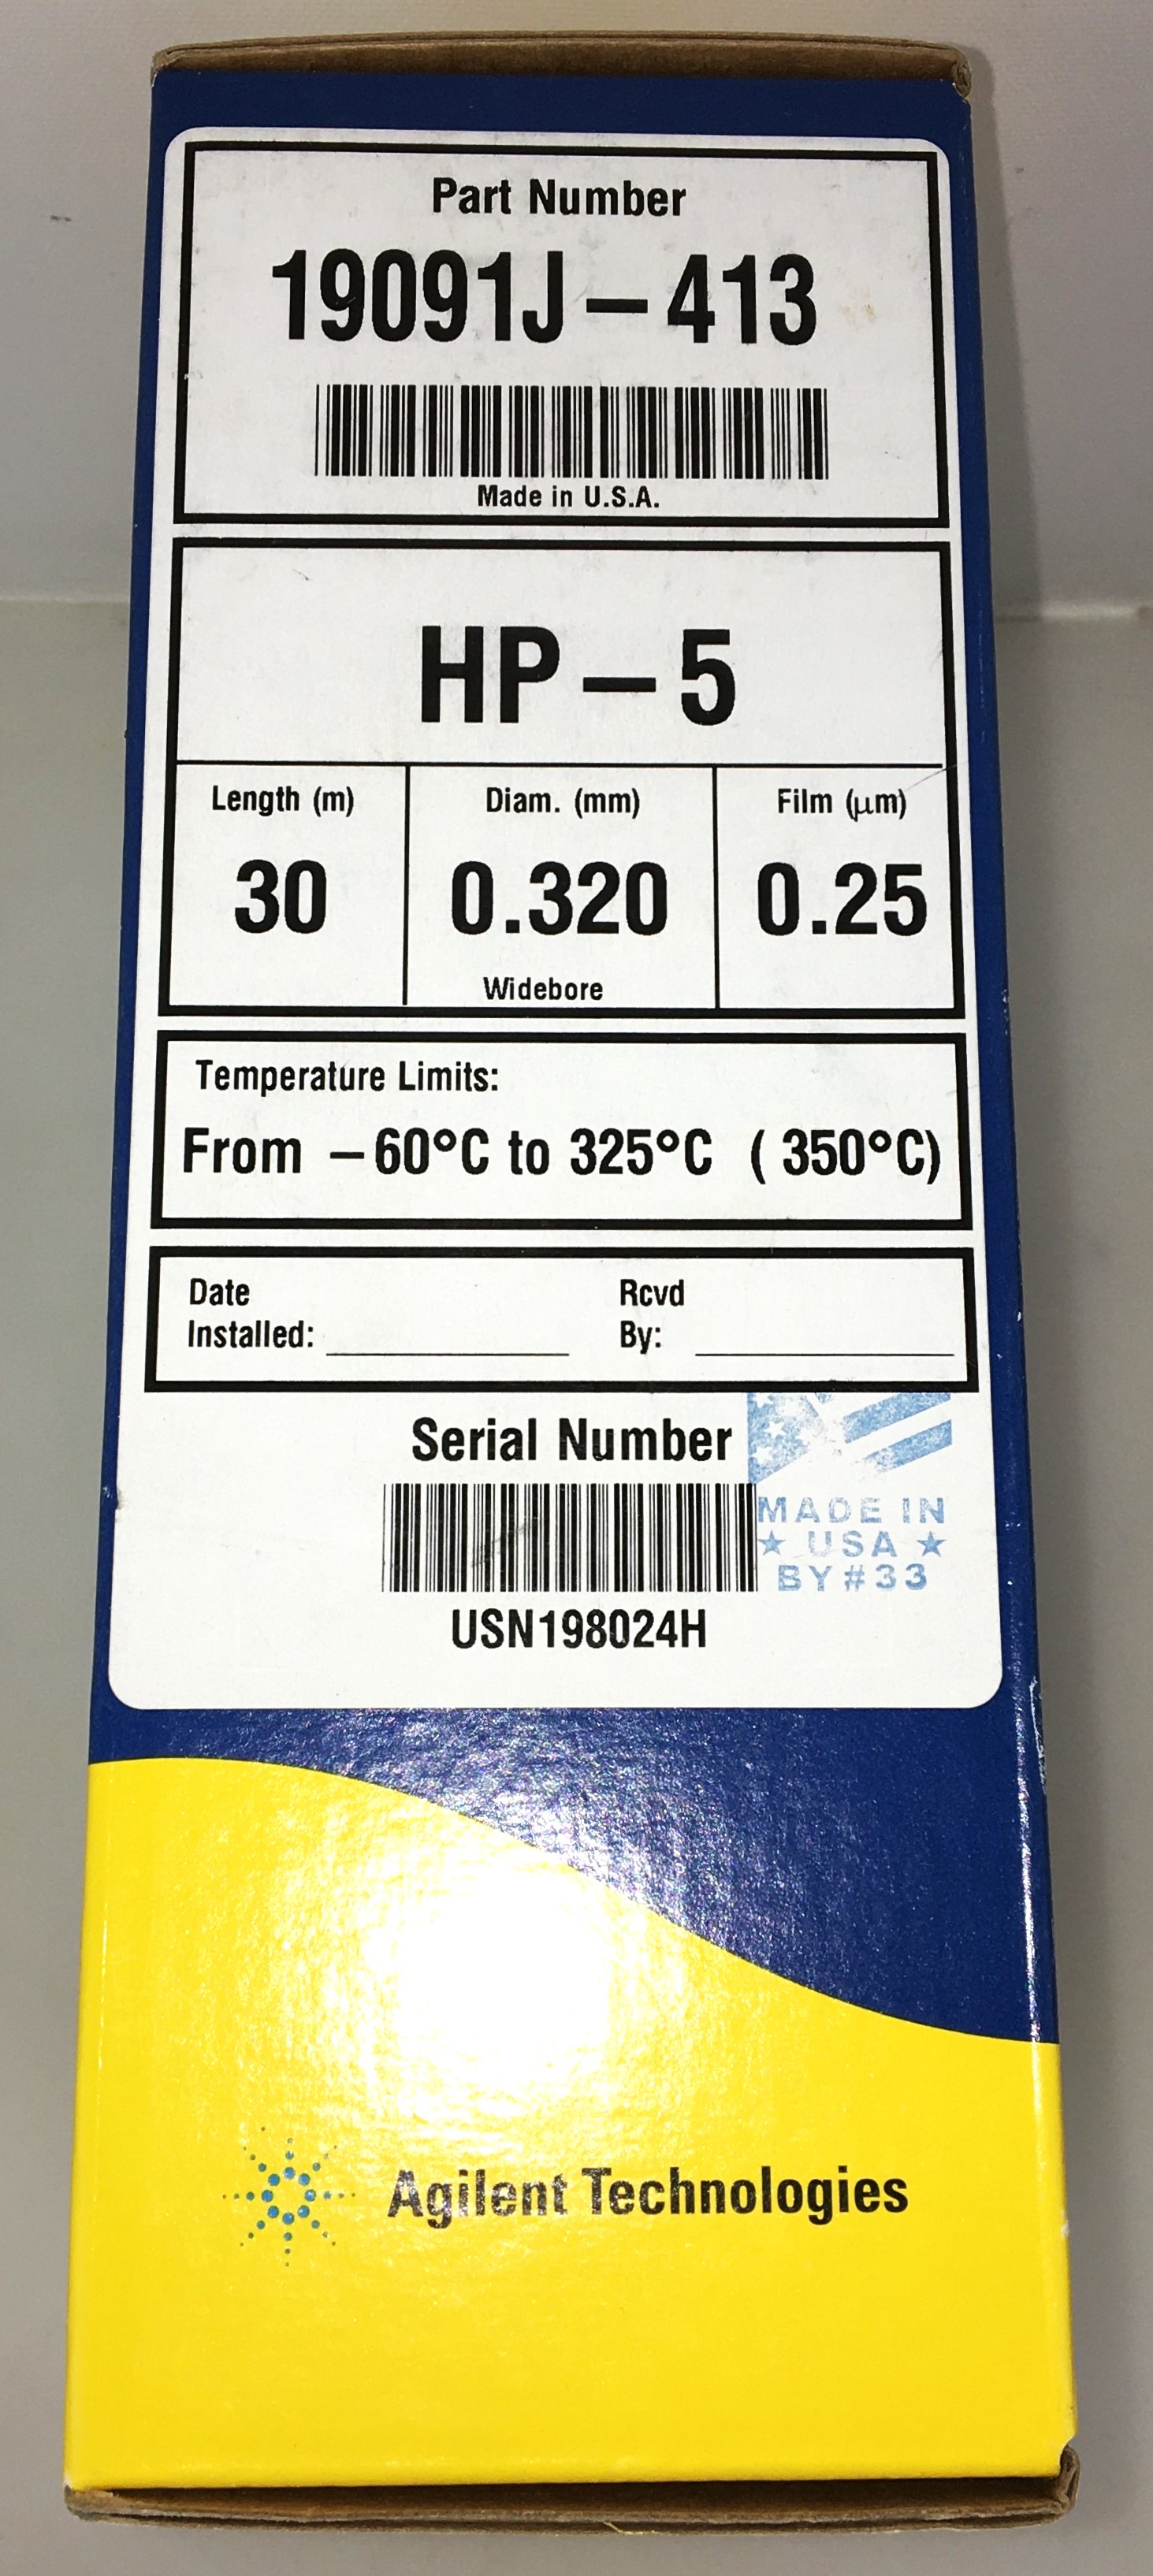 Part Number
19091J-413
Made in U.S.A.
HP-5
Length (m) Diam. (mm) Film (μm)
30 0.320 0.25
Widebore
Temperature Limits:
From -60°C to 325°C (350°C)
Date Installed:
Rcvd By:
Serial Number
MADE IN
★ USA ★
BY#33
USN198024H
Agilent Technologies